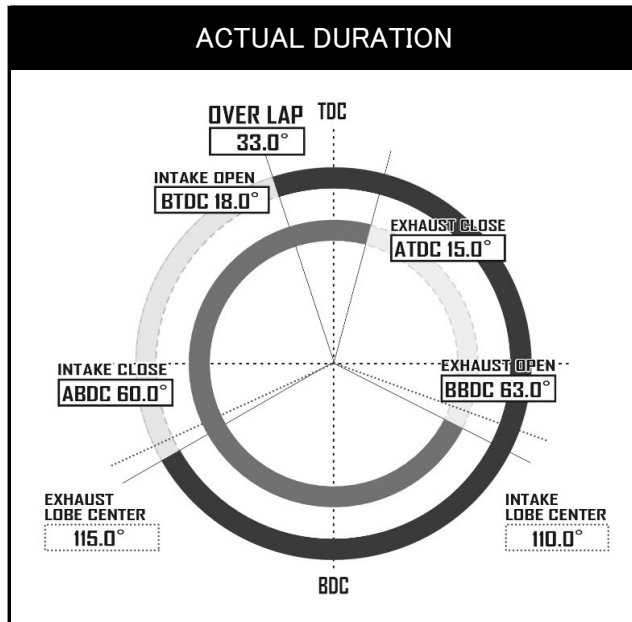 ACTUAL DURATION
OVER LAP
33.0°
TDC
INTAKE OPEN
BTDC 18.0°
EXHAUST CLOSE
ATDC 15.0°
INTAKE CLOSE
ABDC 60.0°
EXHAUST OPEN
BBDC 63.0°
EXHAUST
LOBE CENTER
115.0°
INTAKE
LOBE CENTER
110.0°
BDC